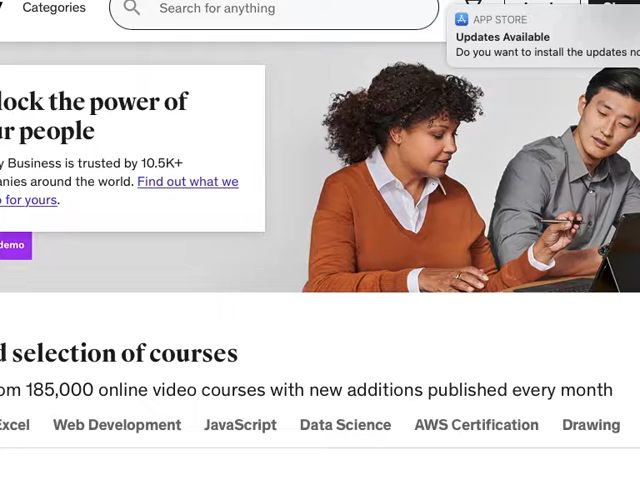 Categories
Search for anything
APP STORE
Updates Available
Do you want to install the updates
lock the power of
ur people
y Business is trusted by 10.5K+
anies around the world. Find out what we
o for yours.
demo
d selection of courses
om 185,000 online video courses with new additions published every month
Excel Web Development JavaScript Data Science AWS Certification Drawing